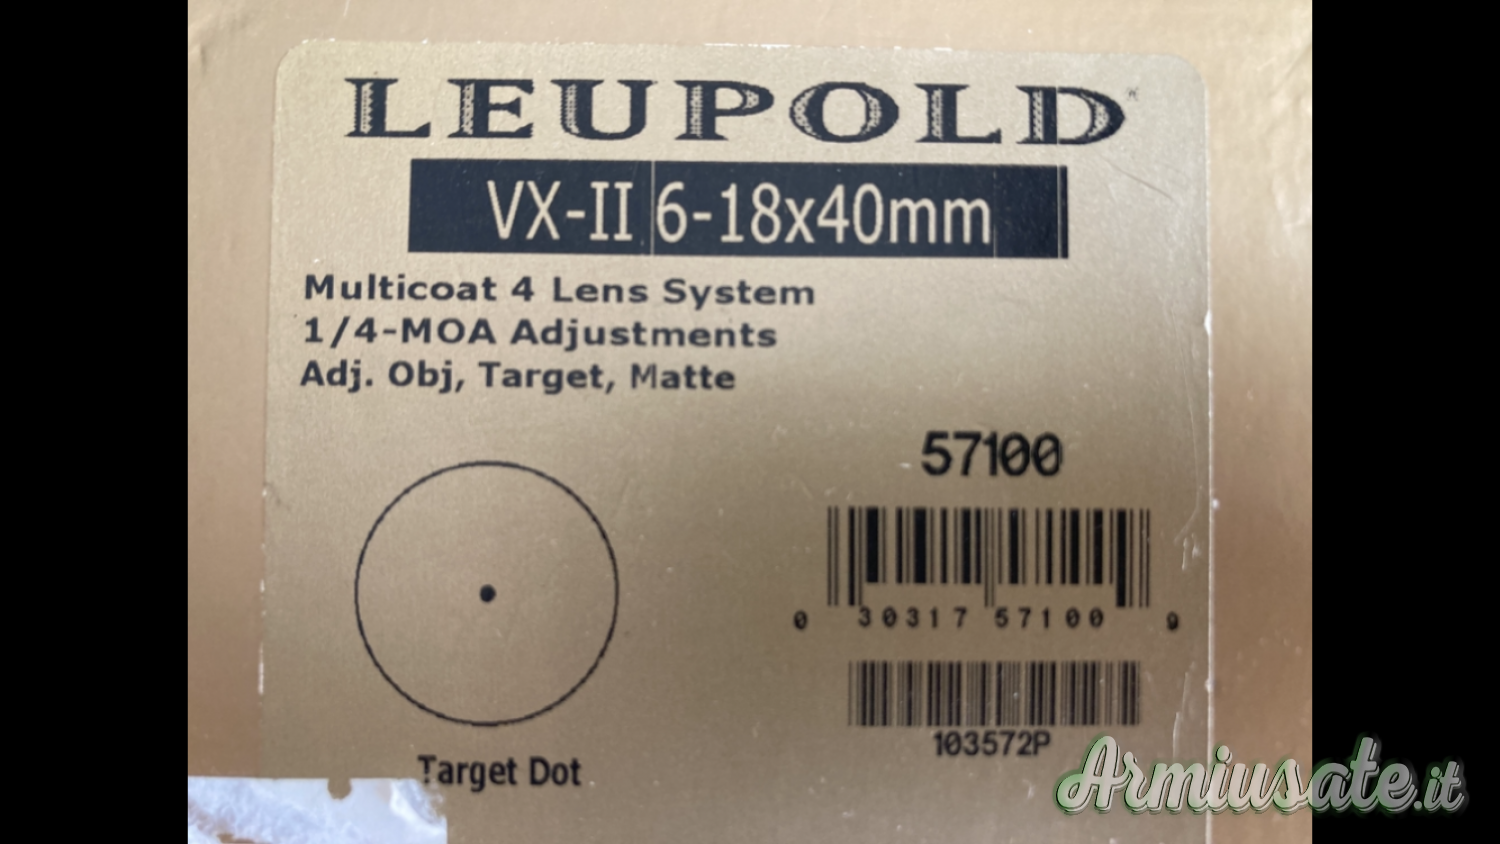 LEUPOLD
VX-II 6-18x40mm
Multicoat 4 Lens System
1/4-MOA Adjustments
Adj. Obj, Target, Matte
57100
0 30317 57100 9
103572P
Target Dot
Armiusate.it